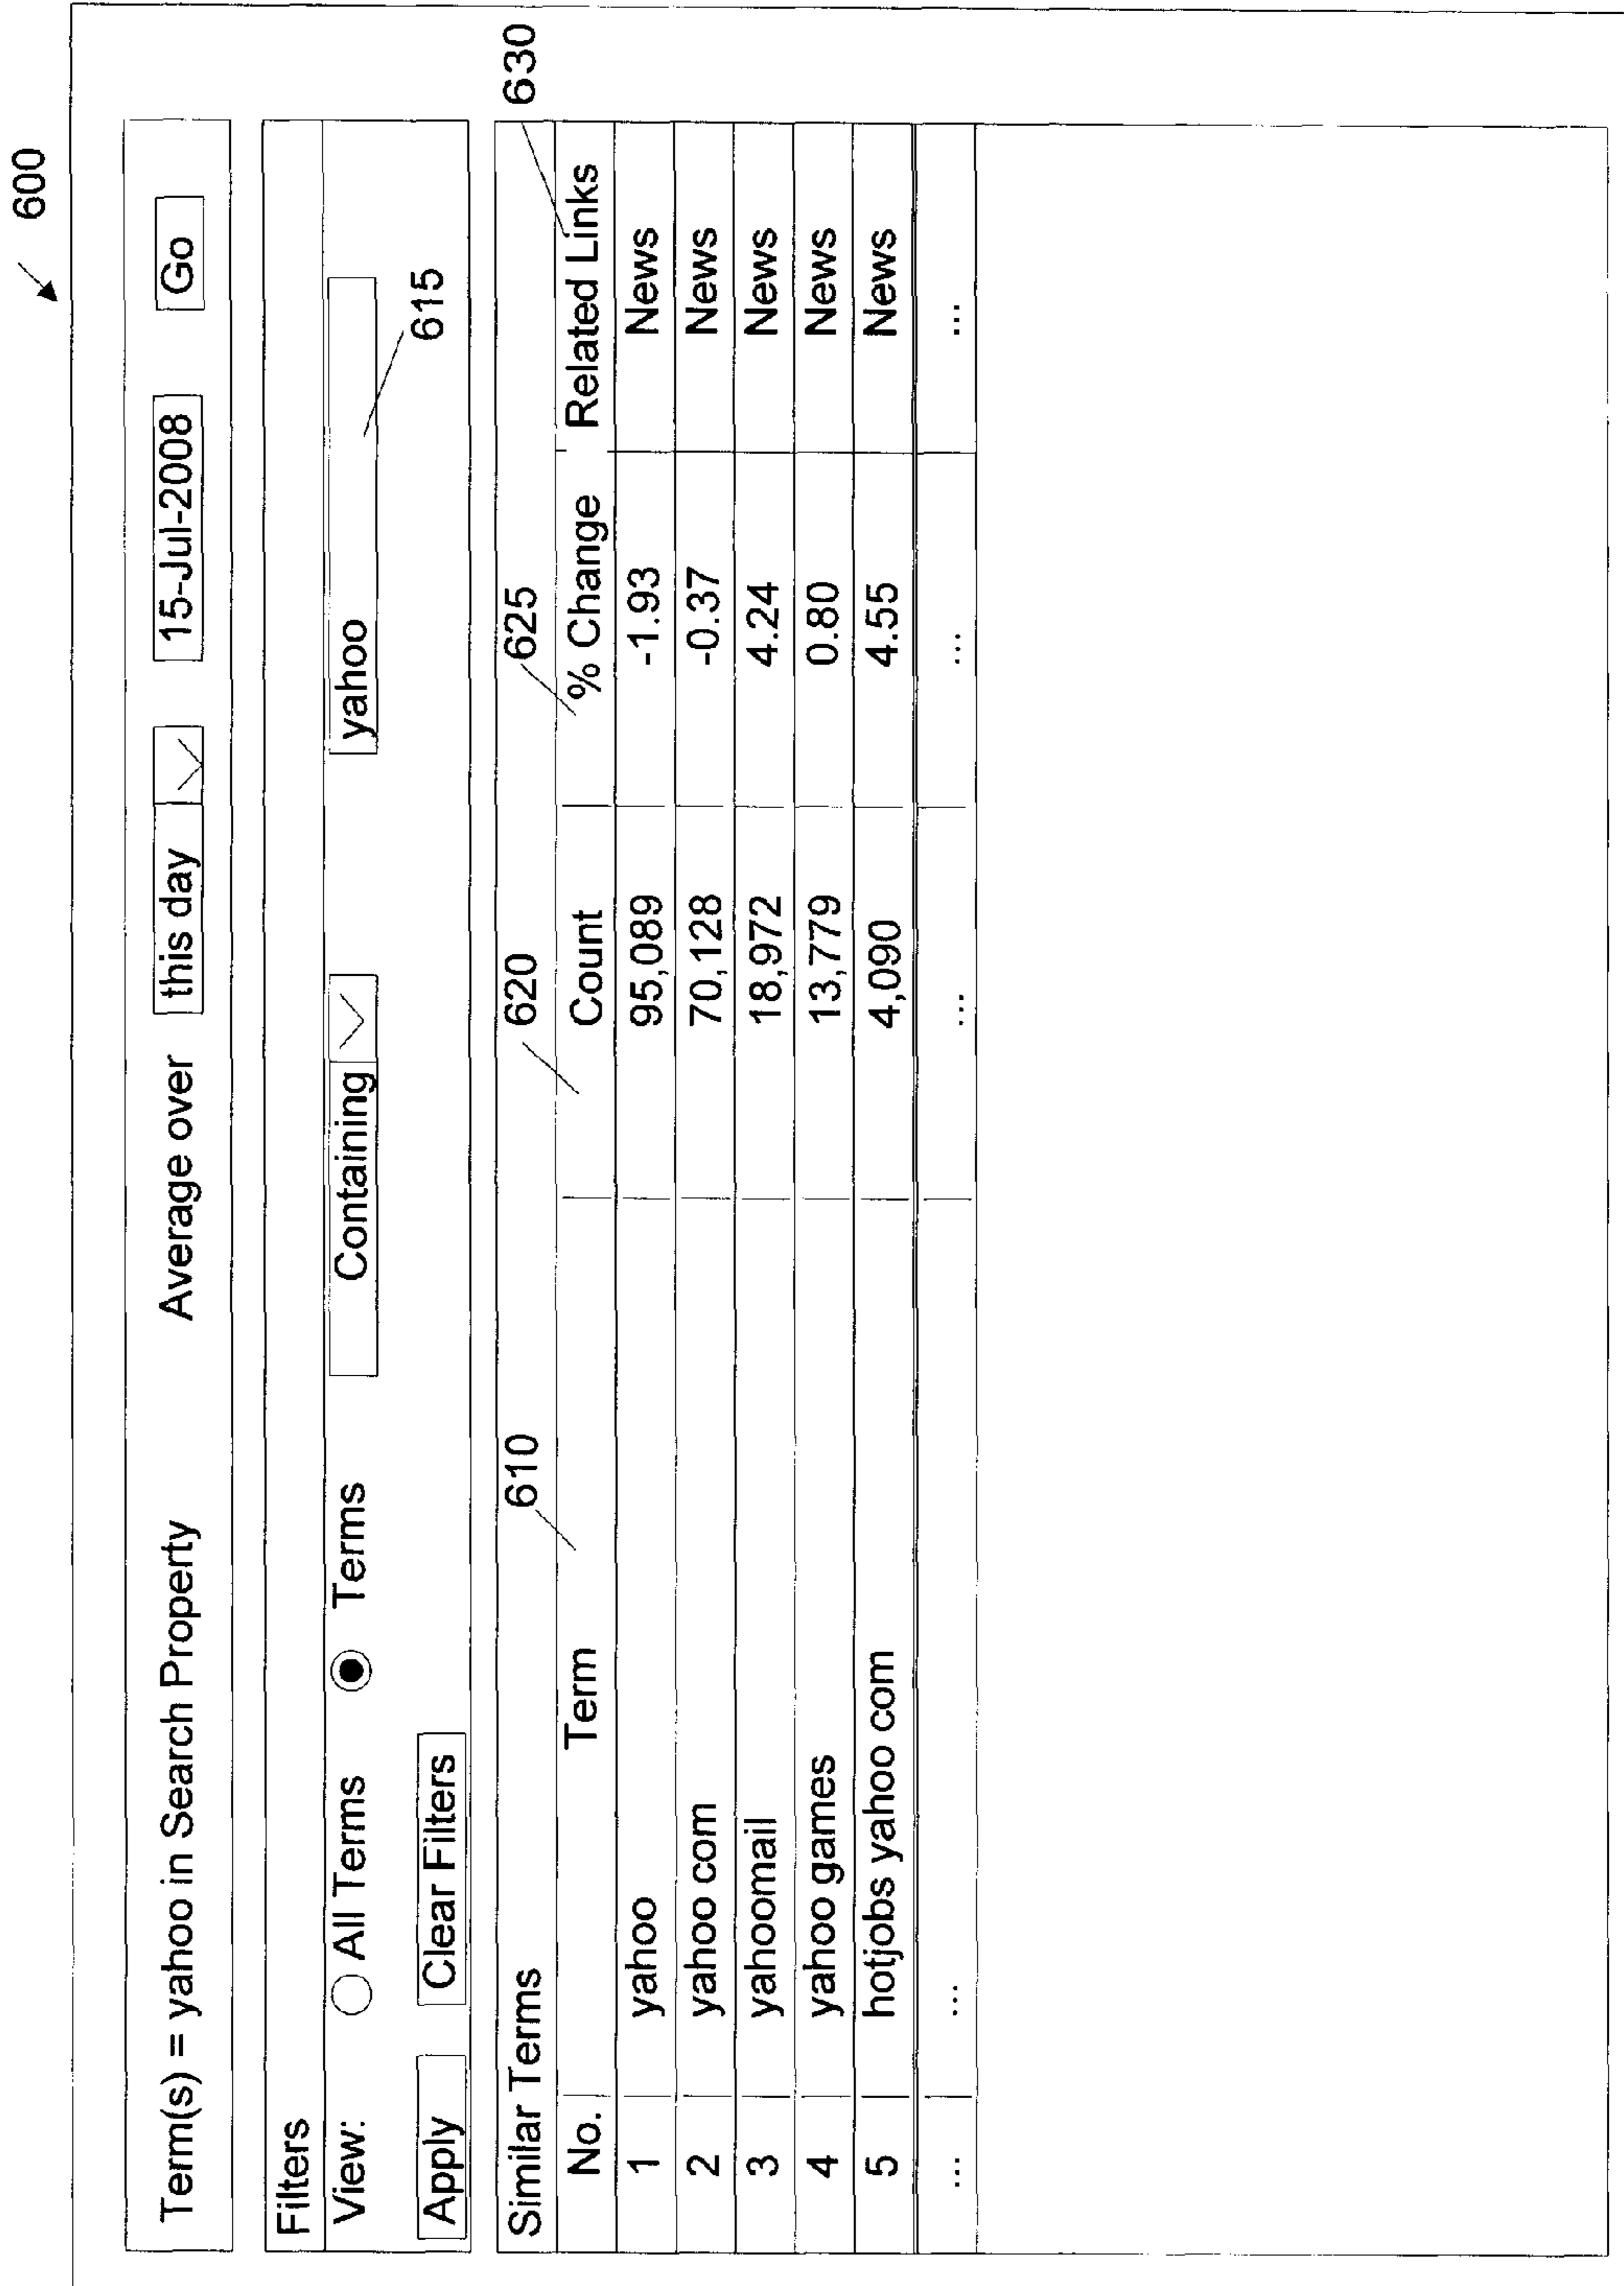 600
Term(s) = yahoo in Search Property Average over this day 15-Jul-2008 Go
Filters
View: All Terms Terms Containing yahoo
615
Apply Clear Filters
Similar Terms 610 620 625 630
No. Term Count % Change Related Links
1 yahoo 95,089 -1.93 News
2 yahoo com 70,128 -0.37 News
3 yahoomail 18,972 4.24 News
4 yahoo games 13,779 0.80 News
5 hotjobs yahoo com 4,090 4.55 News
... ... ... ... ...